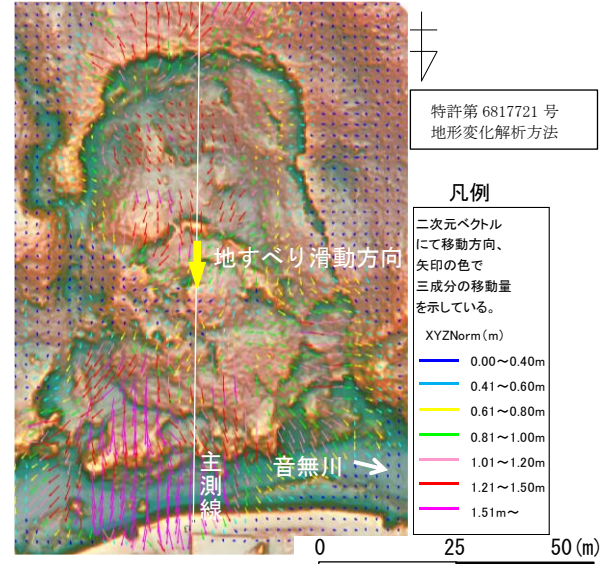 特許第 6817721 号
地形変化解析方法
凡例
二次元ベクトル
にて移動方向、
矢印の色で
三成分の移動量
を示している。
XYZNorm(m)
0.00～0.40m
0.41～0.60m
0.61～0.80m
0.81～1.00m
1.01～1.20m
1.21～1.50m
1.51m～
地すべり滑動方向
主測線
音無川
0 25 50(m)